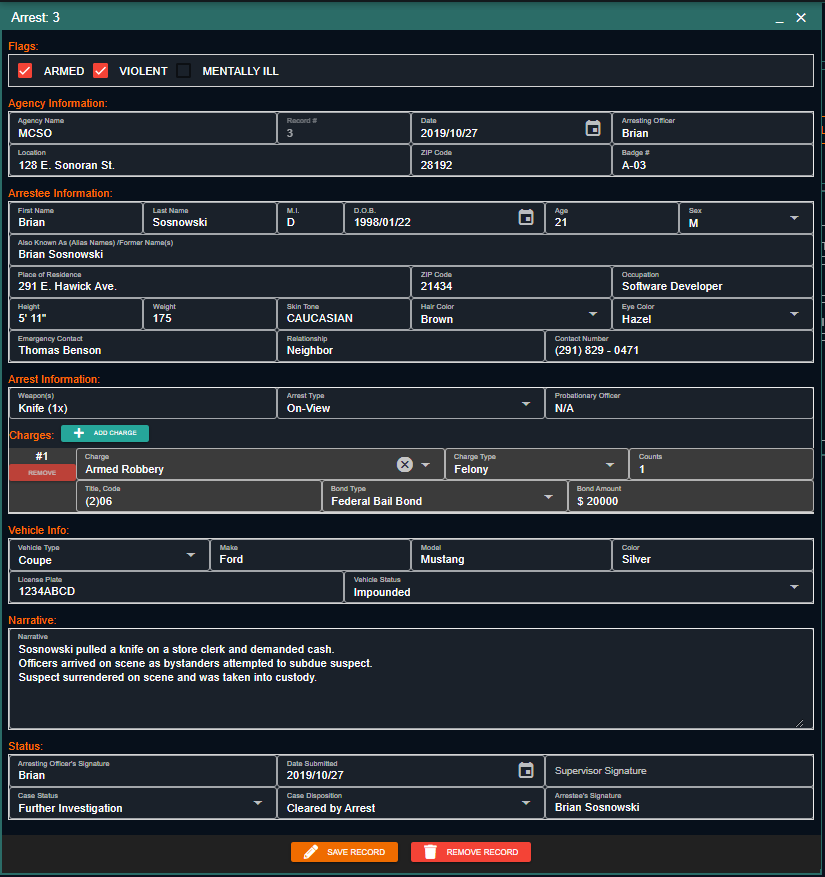 Arrest: 3
Flags:
ARMED VIOLENT MENTALLY ILL
Agency Information:
Agency Name Record # Date Arresting Officer
MCSO 3 2019/10/27 Brian
Location ZIP Code Badge #
128 E. Sonoran St. 28192 A-03
Arrestee Information:
First Name Last Name M.I. D.O.B. Age Sex
Brian Sosnowski D 1998/01/22 21 M
Also Known As (Alias Names) /Former Name(s)
Brian Sosnowski
Place of Residence ZIP Code Occupation
291 E. Hawick Ave. 21434 Software Developer
Height Weight Skin Tone Hair Color Eye Color
5' 11" 175 CAUCASIAN Brown Hazel
Emergency Contact Relationship Contact Number
Thomas Benson Neighbor (291) 829 - 0471
Arrest Information:
Weapon(s) Arrest Type Probationary Officer
Knife (1x) On-View N/A
Charges: ADD CHARGE
#1 Charge Charge Type Counts
REMOVE Armed Robbery Felony 1
Title, Code Bond Type Bond Amount
(2)06 Federal Bail Bond $ 20000
Vehicle Info:
Vehicle Type Make Model Color
Coupe Ford Mustang Silver
License Plate Vehicle Status
1234ABCD Impounded
Narrative:
Narrative
Sosnowski pulled a knife on a store clerk and demanded cash.
Officers arrived on scene as bystanders attempted to subdue suspect.
Suspect surrendered on scene and was taken into custody.
Status:
Arresting Officer's Signature Date Submitted Supervisor Signature
Brian 2019/10/27
Case Status Case Disposition Arrestee's Signature
Further Investigation Cleared by Arrest Brian Sosnowski
SAVE RECORD REMOVE RECORD